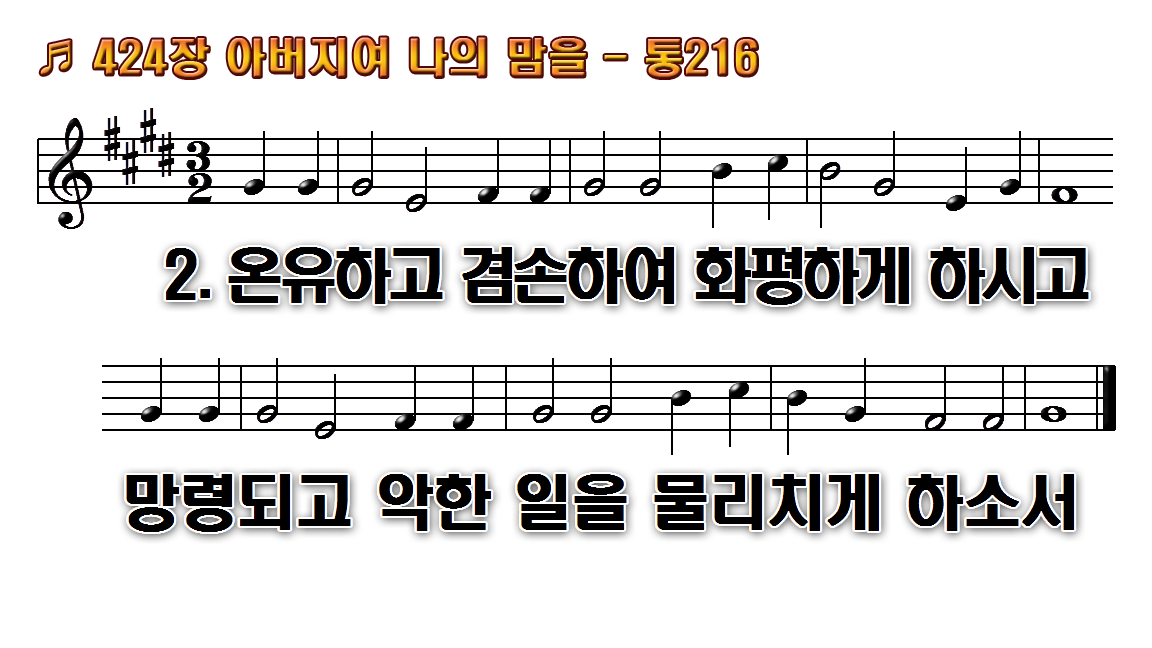 ♬ 424장 아버지여 나의 맘을 - 통216
2. 온유하고 겸손하여 화평하게 하시고
망령되고 악한 일을 물리치게 하소서